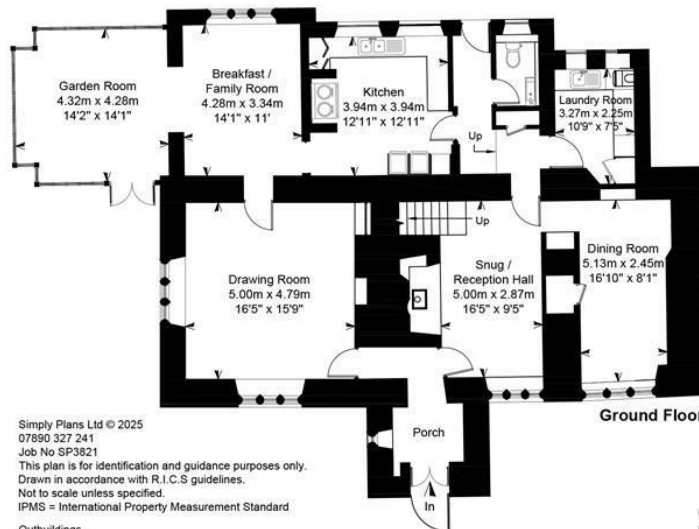 Garden Room
4.32m x 4.28m
14'2" x 14'1"
Breakfast /
Family Room
4.28m x 3.34m
14'1" x 11'
Kitchen
3.94m x 3.94m
12'11" x 12'11"
Up
Laundry Room
3.27m x 2.25m
10'9" x 7'5"
Drawing Room
5.00m x 4.79m
16'5" x 15'9"
Up
Snug /
Reception Hall
5.00m x 2.87m
16'5" x 9'5"
Dining Room
5.13m x 2.45m
16'10" x 8'1"
Porch
In
Ground Floor
Simply Plans Ltd © 2025
07890 327 241
Job No SP3821
This plan is for identification and guidance purposes only.
Drawn in accordance with R.I.C.S guidelines.
Not to scale unless specified.
IPMS = International Property Measurement Standard
Outbuildings